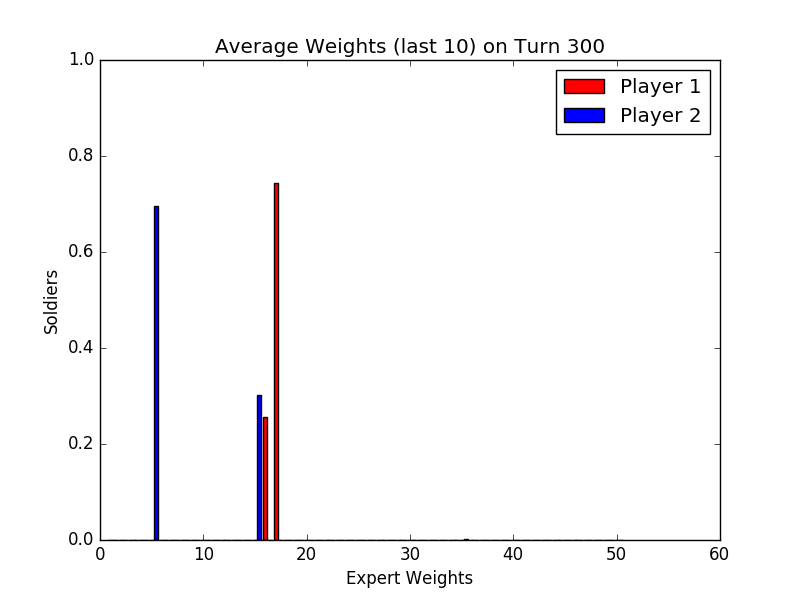 Average Weights (last 10) on Turn 300
1.0
0.8
0.6
0.4
0.2
0.0
Soldiers
Player 1
Player 2
0 10 20 30 40 50 60
Expert Weights